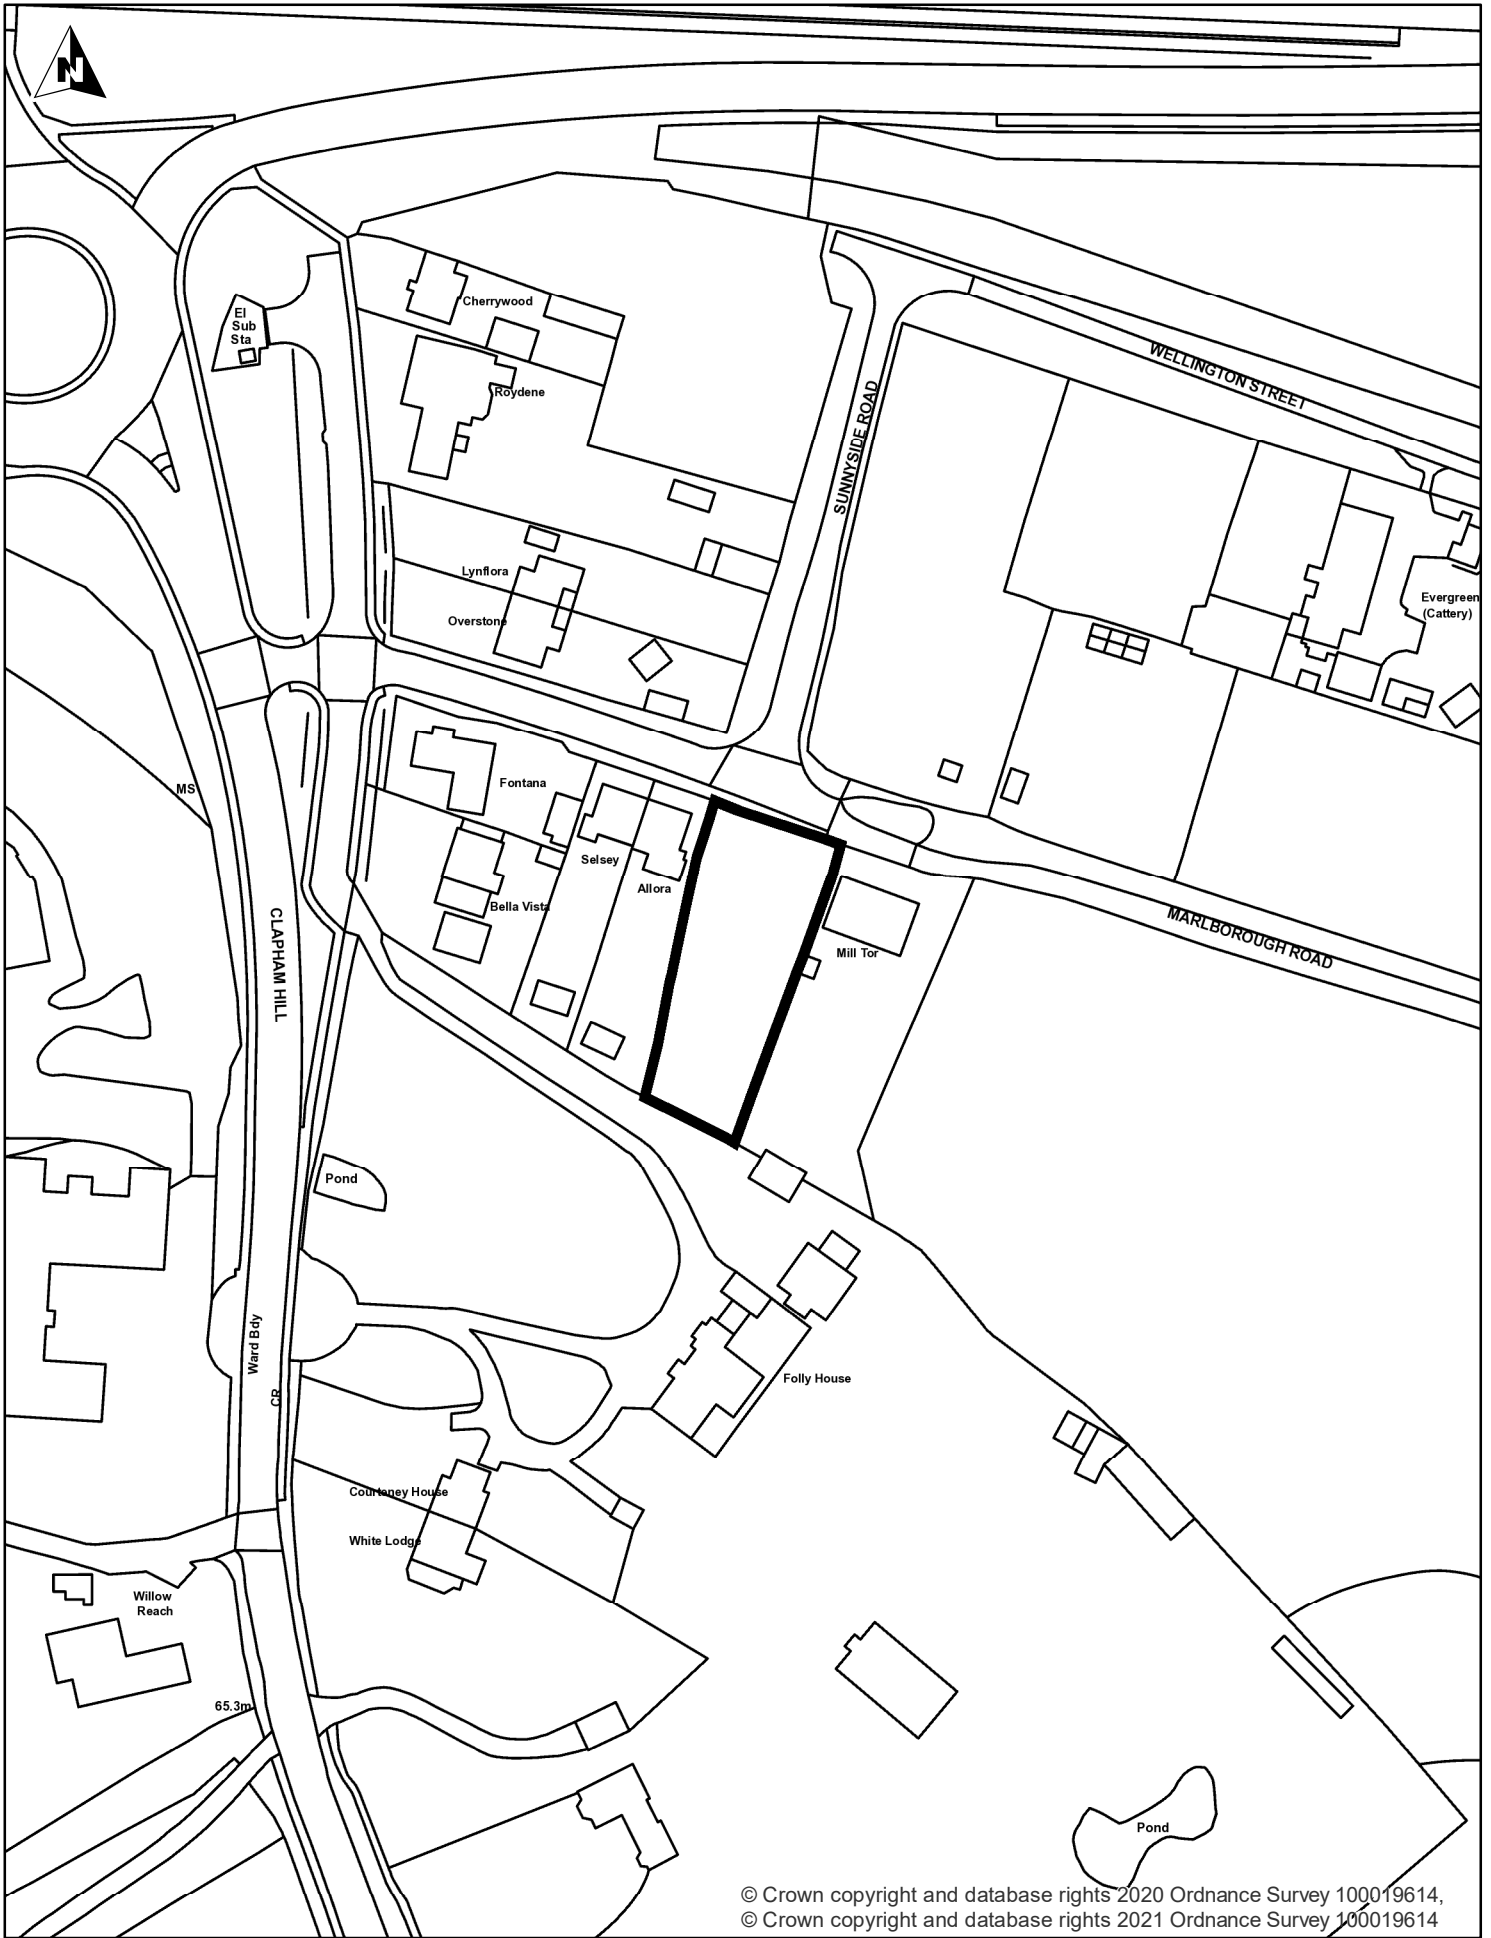 N
El
Sub
Sta
Cherrywood
Roydene
WELLINGTON STREET
SUNNYSIDE ROAD
Lynflora
Overstone
Evergreen
(Cattery)
MS
Fontana
Selsey
Allora
Bella Vista
CLAPHAM HILL
Mill Tor
MARLBOROUGH ROAD
Pond
Ward Bdy
CR
Folly House
Courteney House
White Lodge
Willow
Reach
65.3m
Pond
© Crown copyright and database rights 2020 Ordnance Survey 100019614,
© Crown copyright and database rights 2021 Ordnance Survey 100019614